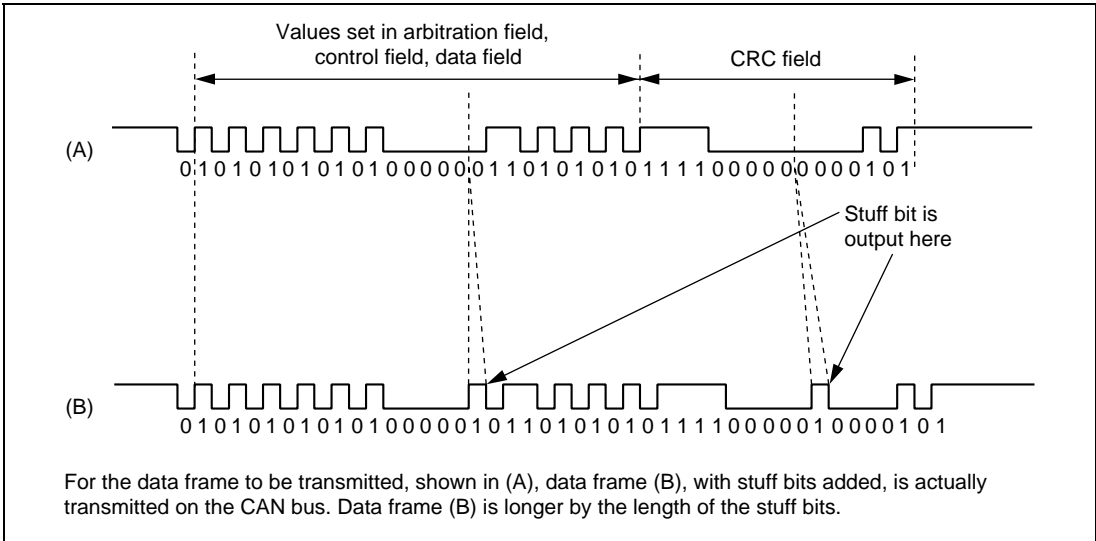 Values set in arbitration field,
control field, data field
CRC field
(A)
0 1 0 1 0 1 0 1 0 1 0 1 0 0 0 0 0 0 1 1 0 1 0 1 0 1 0 1 1 1 1 0 0 0 0 0 0 0 0 0 1 0 1
Stuff bit is
output here
(B)
0 1 0 1 0 1 0 1 0 1 0 1 0 0 0 0 0 1 0 1 1 0 1 0 1 0 1 0 1 1 1 1 0 0 0 0 0 1 0 0 0 0 1 0 1
For the data frame to be transmitted, shown in (A), data frame (B), with stuff bits added, is actually
transmitted on the CAN bus. Data frame (B) is longer by the length of the stuff bits.